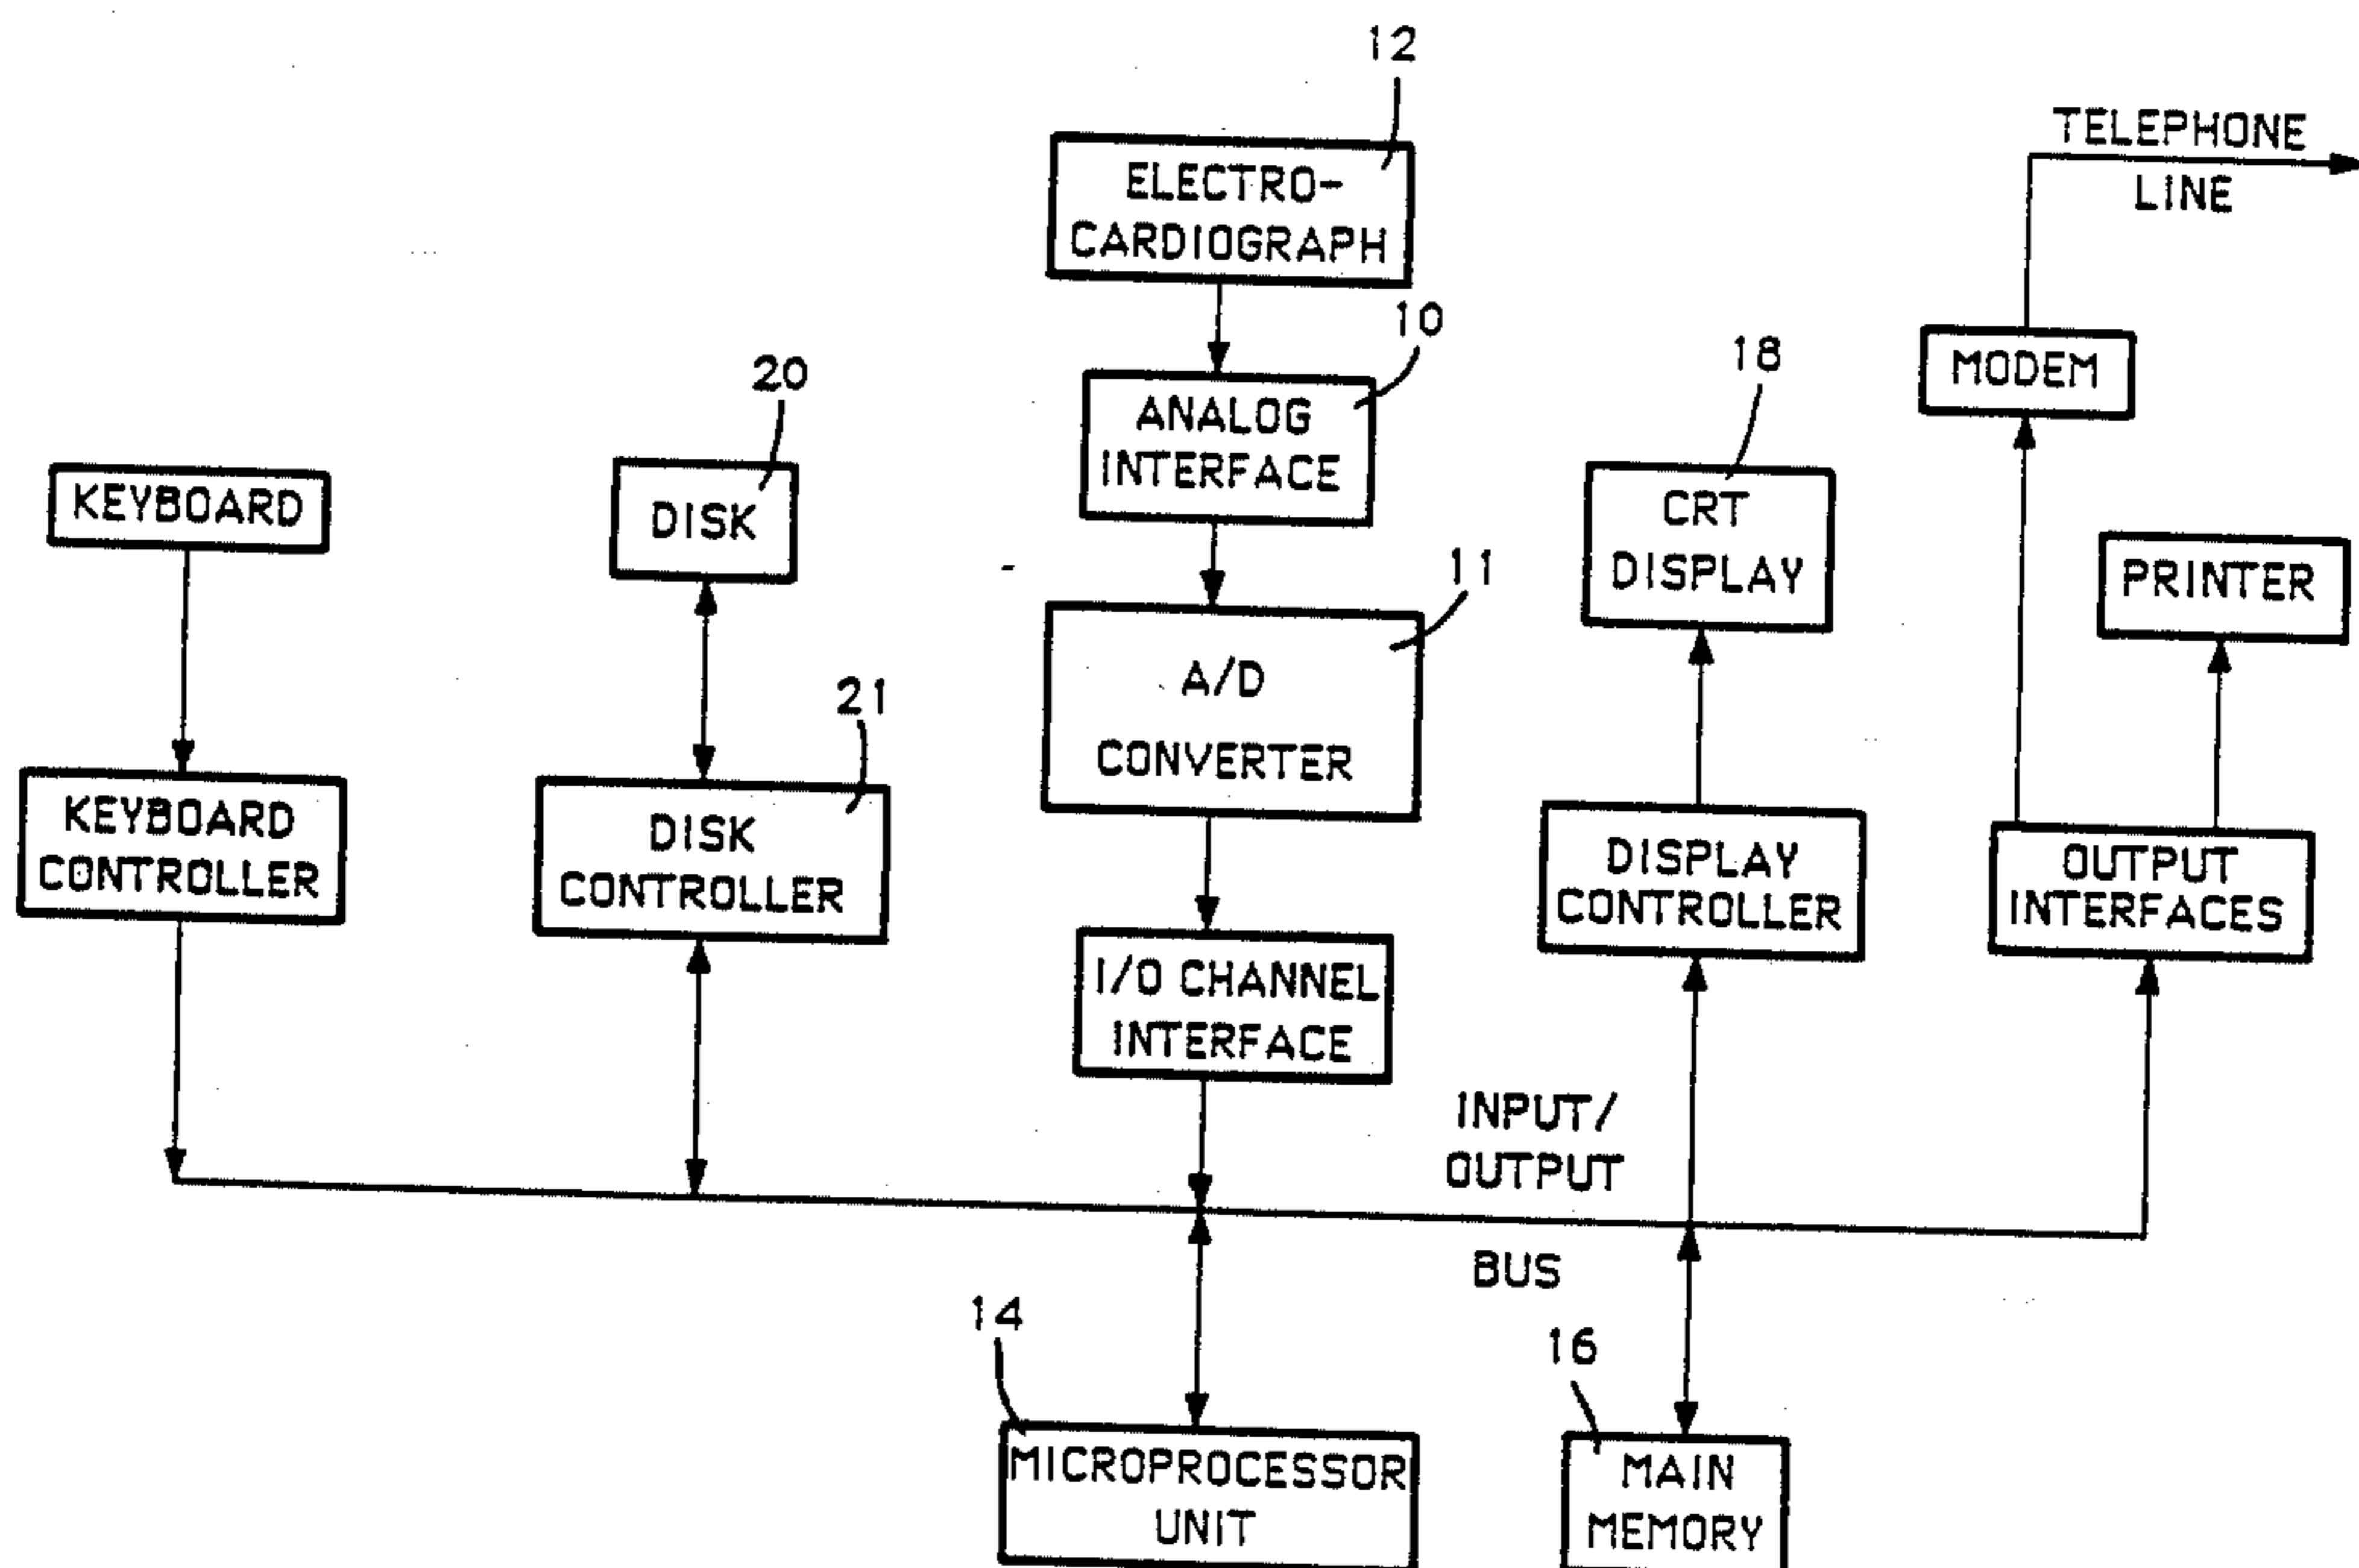 12
ELECTRO-
CARDIOGRAPH
TELEPHONE
LINE
10
ANALOG
INTERFACE
18
CRT
DISPLAY
MODEM
20
DISK
KEYBOARD
11
A/D
CONVERTER
PRINTER
21
DISK
CONTROLLER
KEYBOARD
CONTROLLER
DISPLAY
CONTROLLER
OUTPUT
INTERFACES
I/O CHANNEL
INTERFACE
INPUT/
OUTPUT
BUS
14
MICROPROCESSOR
UNIT
16
MAIN
MEMORY